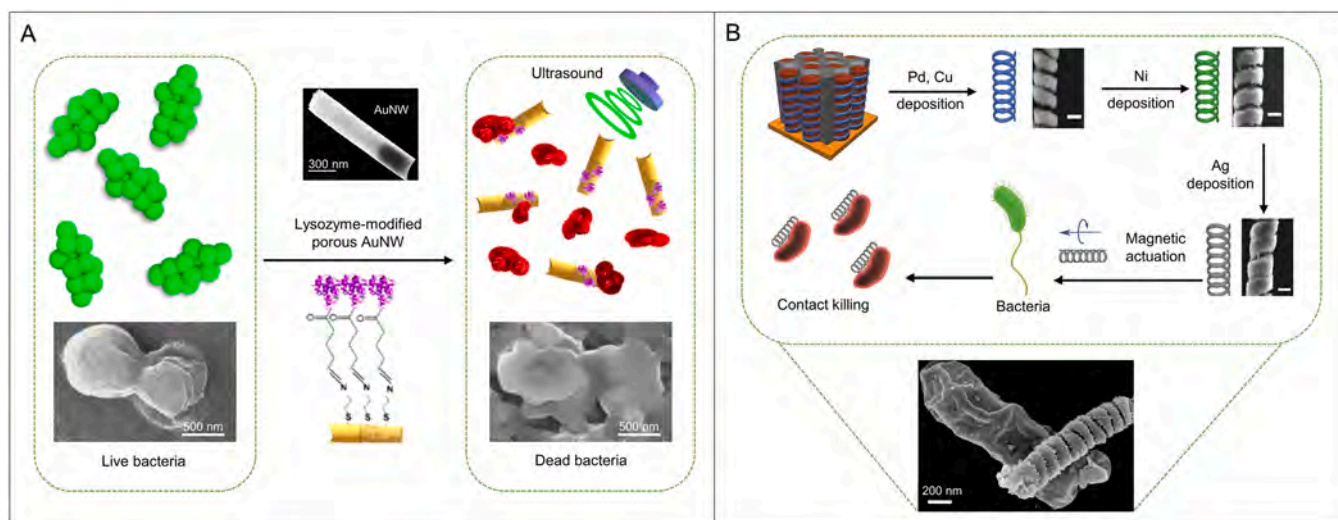 A
Ultrasound
AuNW
300 nm
Lysozyme-modified
porous AuNW
O O O
N N N
S S S
500 nm
Live bacteria
500 nm
Dead bacteria
B
Pd, Cu
deposition
Ni
deposition
Ag
deposition
Magnetic
actuation
Contact killing
Bacteria
200 nm